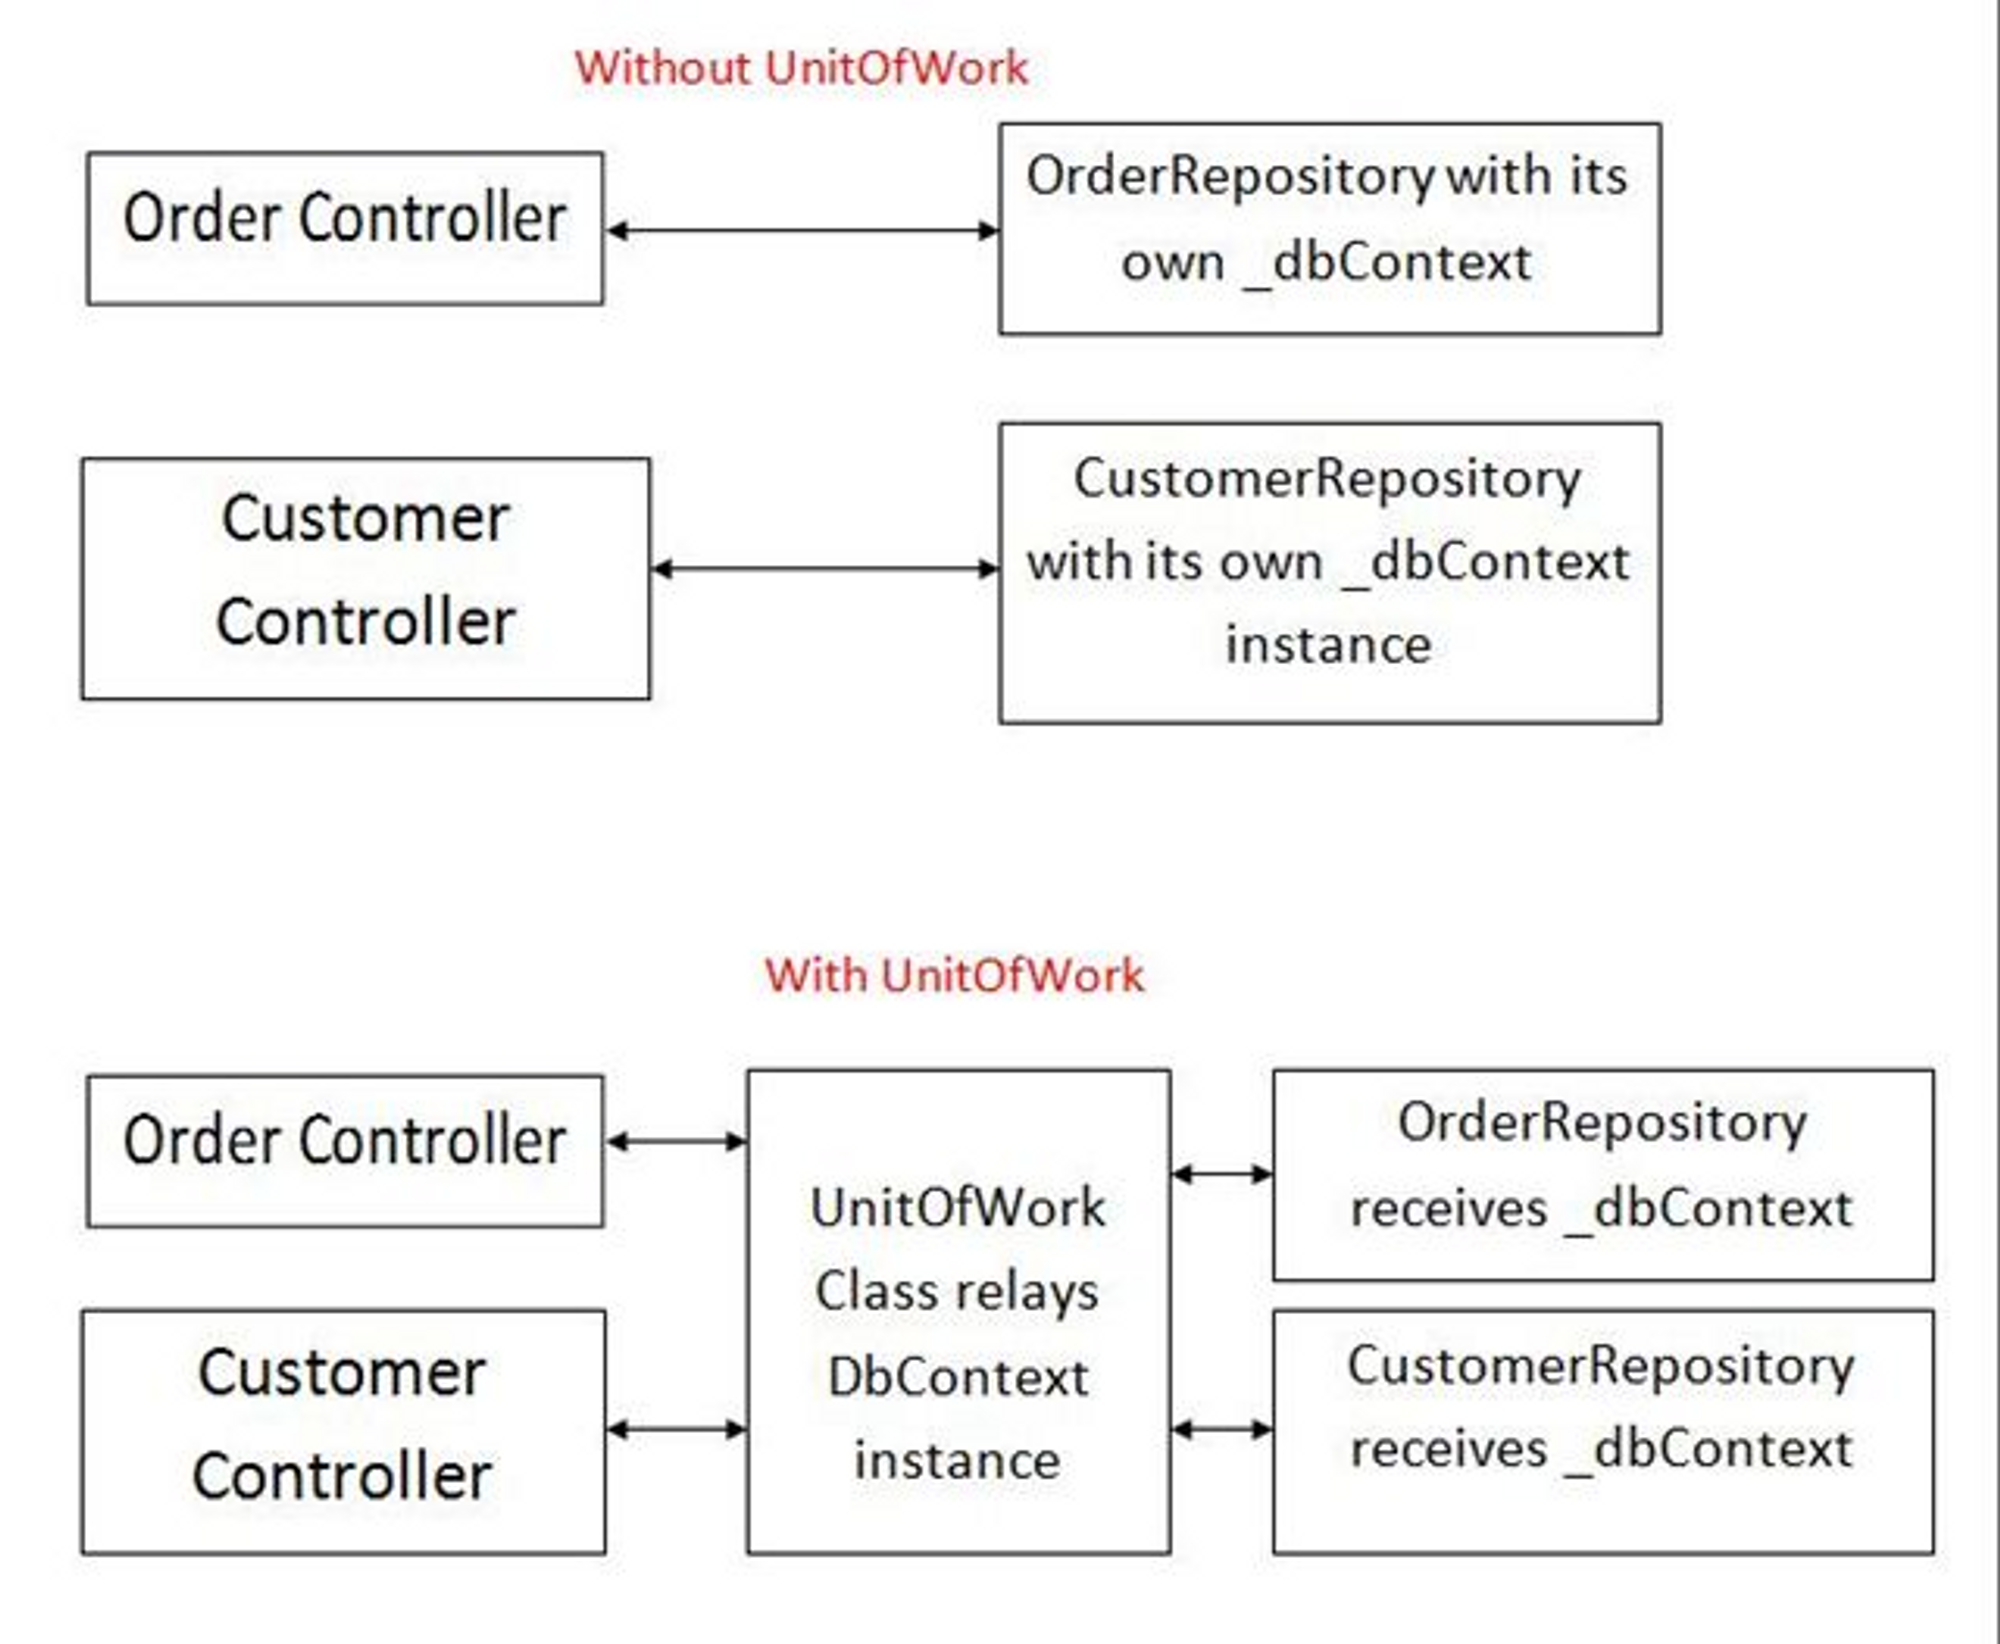 Without UnitOfWork
Order Controller
OrderRepository with its
own _dbContext
Customer
Controller
CustomerRepository
with its own _dbContext
instance
With UnitOfWork
Order Controller
UnitOfWork
Class relays
DbContext
instance
OrderRepository
receives _dbContext
Customer
Controller
CustomerRepository
receives _dbContext